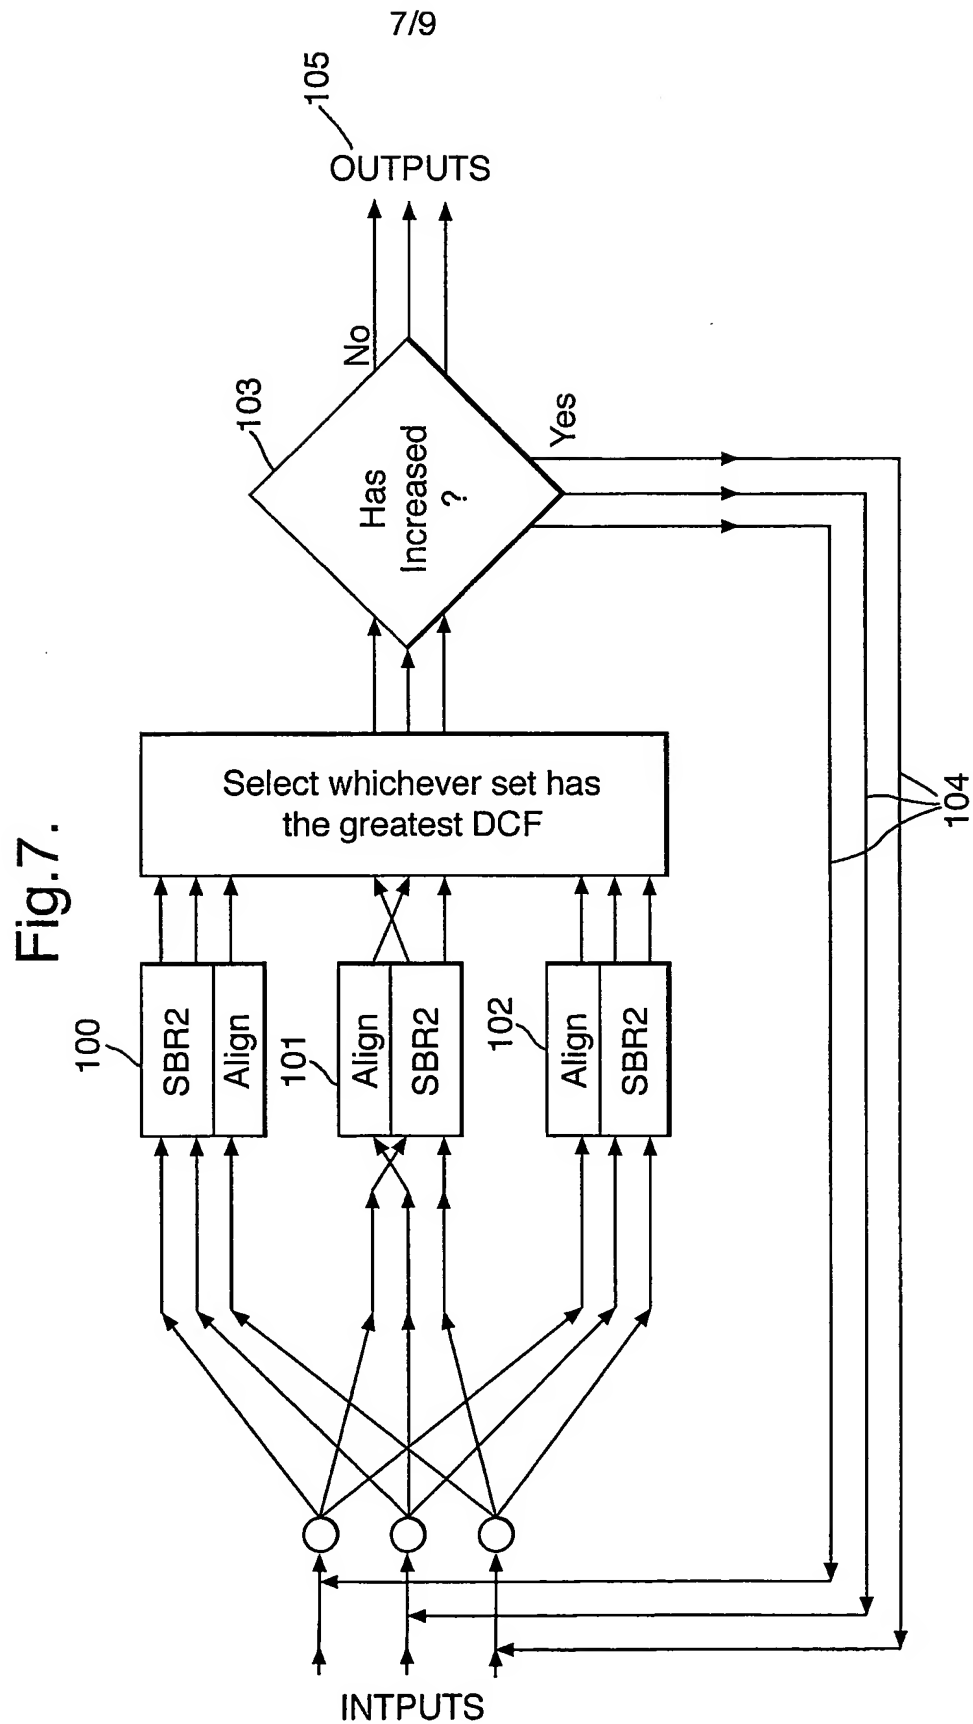 7/9
Fig.7.
INTPUTS
100
SBR2
Align
101
Align
SBR2
102
Align
SBR2
Select whichever set has
the greatest DCF
103
Has
Increased
?
No
Yes
104
OUTPUTS
105